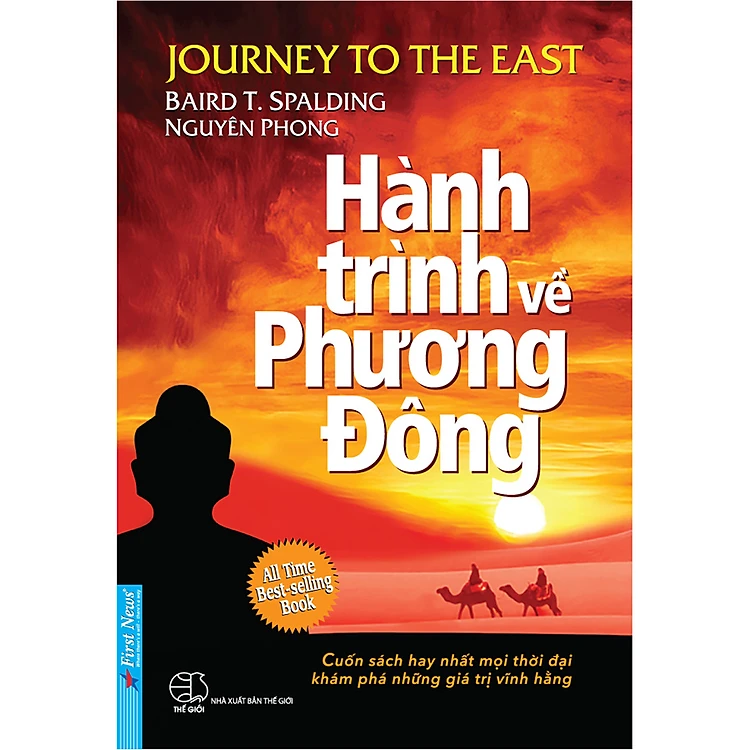 JOURNEY TO THE EAST
BAIRD T. SPALDING
NGUYÊN PHONG
Hành
trình về
Phương
Đông
All Time
Best-selling
Book
First News®
Cuốn sách hay nhất mọi thời đại
khám phá những giá trị vĩnh hằng
THẾ GIỚI
NHÀ XUẤT BẢN THẾ GIỚI